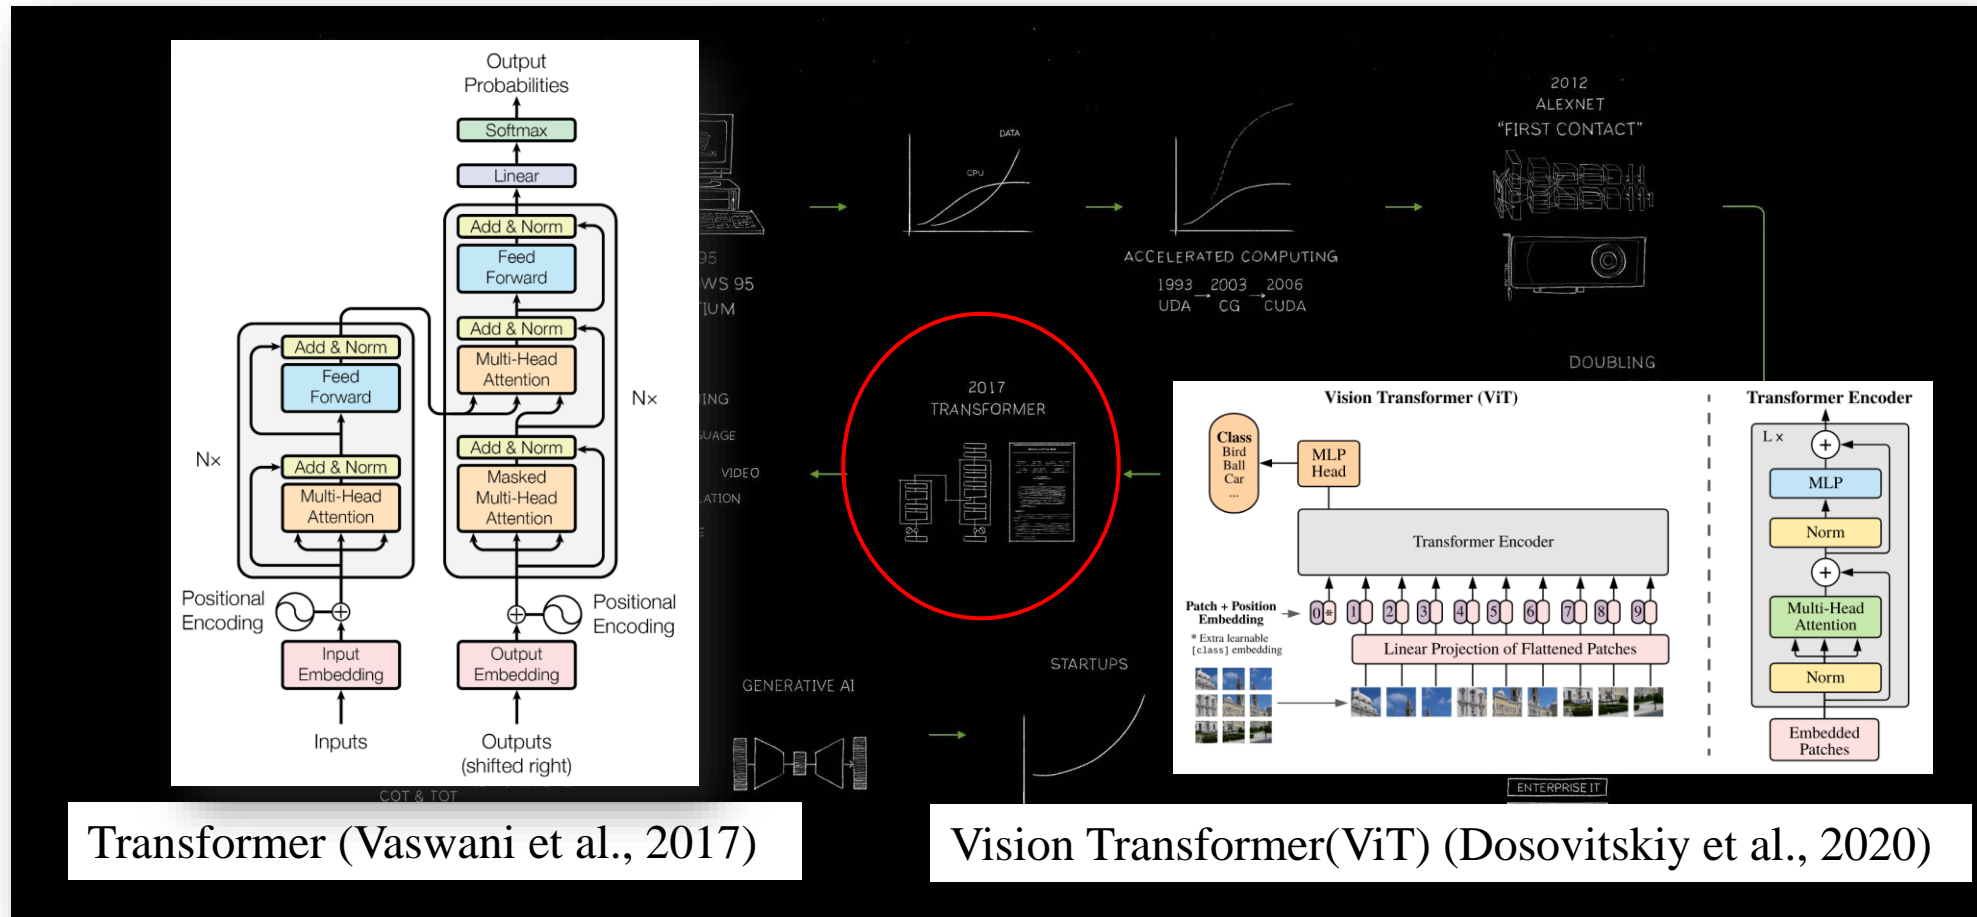 Output
Probabilities
Softmax
Linear
Add & Norm
Feed
Forward
Add & Norm
Multi-Head
Attention
Nx
Add & Norm
Masked
Multi-Head
Attention
Add & Norm
Feed
Forward
Nx
Add & Norm
Multi-Head
Attention
Positional
Encoding
Positional
Encoding
Input
Embedding
Output
Embedding
Inputs
Outputs
(shifted right)
95
WS 95
IUM
CPU
DATA
ACCELERATED COMPUTING
1993 2003 2006
UDA CG CUDA
2012
ALEXNET
"FIRST CONTACT"
DOUBLING
2017
TRANSFORMER
ING
UAGE
VIDEO
LATION
E
GENERATIVE AI
STARTUPS
ENTERPRISE IT
COT & TOT
Vision Transformer (ViT)
Class
Bird
Ball
Car
...
MLP
Head
Transformer Encoder
Patch + Position
Embedding
* Extra learnable
[class] embedding
0 * 1 2 3 4 5 6 7 8 9
Linear Projection of Flattened Patches
Transformer Encoder
L x
+
MLP
Norm
+
Multi-Head
Attention
Norm
Embedded
Patches
Transformer (Vaswani et al., 2017)
Vision Transformer(ViT) (Dosovitskiy et al., 2020)